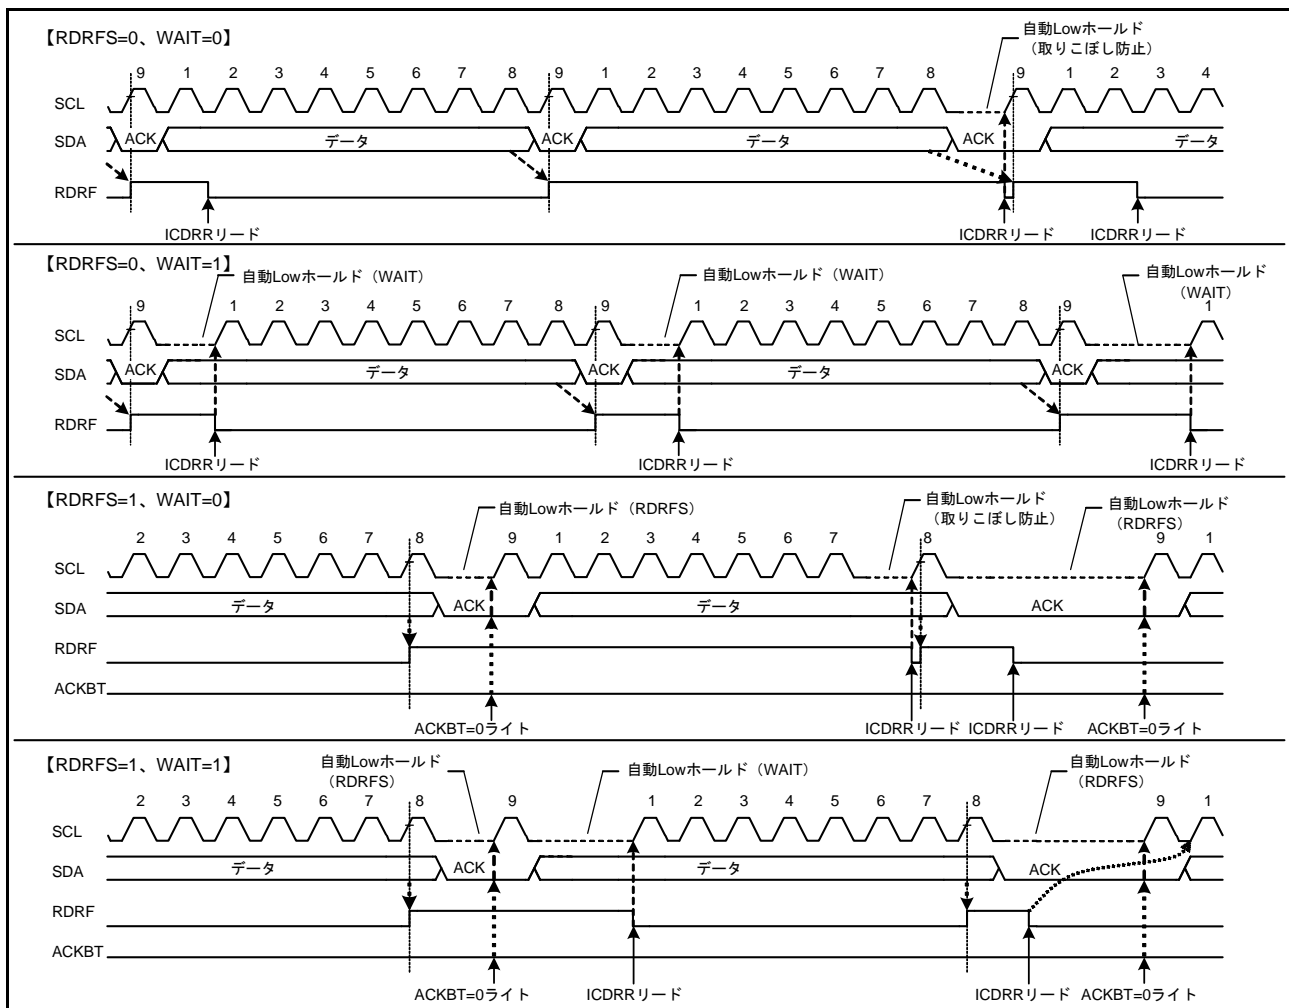 【RDRFS=0、WAIT=0】
自動Lowホールド
（取りこぼし防止）
9 1 2 3 4 5 6 7 8 9 1 2 3 4 5 6 7 8 9 1 2 3 4
SCL
SDA ACK データ ACK データ ACK データ
RDRF
ICDRRリード ICDRRリード ICDRRリード
【RDRFS=0、WAIT=1】
自動Lowホールド（WAIT） 自動Lowホールド（WAIT） 自動Lowホールド
（WAIT）
9 1 2 3 4 5 6 7 8 9 1 2 3 4 5 6 7 8 9 1
SCL
SDA ACK データ ACK データ ACK
RDRF
ICDRRリード ICDRRリード ICDRRリード
【RDRFS=1、WAIT=0】
自動Lowホールド（RDRFS） 自動Lowホールド 自動Lowホールド
（取りこぼし防止） （RDRFS）
2 3 4 5 6 7 8 9 1 2 3 4 5 6 7 8 9 1
SCL
SDA データ ACK データ ACK
RDRF
ACKBT
ACKBT=0ライト ICDRRリード ICDRRリード ACKBT=0ライト
【RDRFS=1、WAIT=1】
自動Lowホールド 自動Lowホールド（WAIT） 自動Lowホールド
（RDRFS） （RDRFS）
2 3 4 5 6 7 8 9 1 2 3 4 5 6 7 8 9 1
SCL
SDA データ ACK データ ACK
RDRF
ACKBT
ACKBT=0ライト ICDRRリード ICDRRリード ACKBT=0ライト